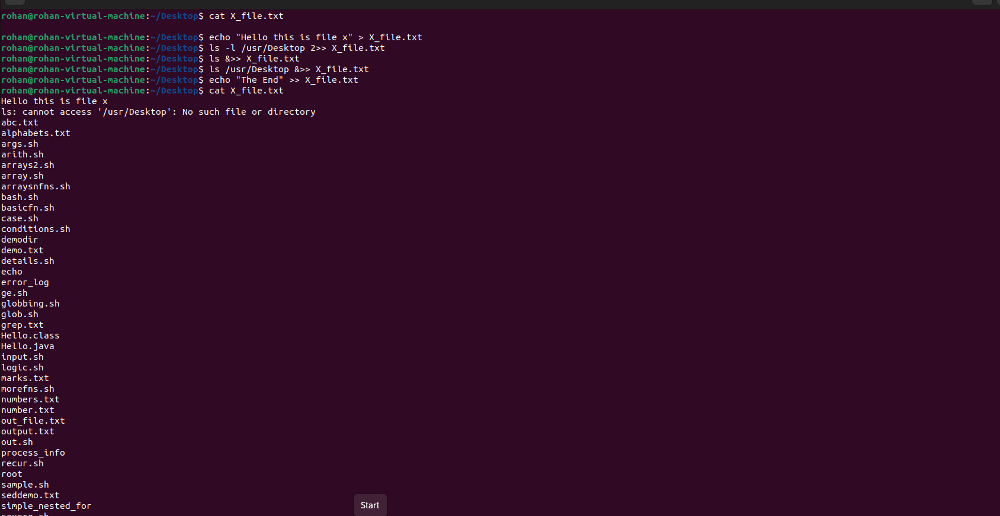 rohan@rohan-virtual-machine:~/Desktop$ cat X_file.txt
rohan@rohan-virtual-machine:~/Desktop$ echo "Hello this is file x" > X_file.txt
rohan@rohan-virtual-machine:~/Desktop$ ls -l /usr/Desktop 2>> X_file.txt
rohan@rohan-virtual-machine:~/Desktop$ ls &>> X_file.txt
rohan@rohan-virtual-machine:~/Desktop$ ls /usr/Desktop &>> X_file.txt
rohan@rohan-virtual-machine:~/Desktop$ echo "The End" >> X_file.txt
rohan@rohan-virtual-machine:~/Desktop$ cat X_file.txt
Hello this is file x
ls: cannot access '/usr/Desktop': No such file or directory
abc.txt
alphabets.txt
args.sh
arith.sh
arrays2.sh
array.sh
arraysnfns.sh
bash.sh
basicfn.sh
case.sh
conditions.sh
demodir
demo.txt
details.sh
echo
error_log
ge.sh
globbing.sh
glob.sh
grep.txt
Hello.class
Hello.java
input.sh
logic.sh
marks.txt
morefns.sh
numbers.txt
number.txt
out_file.txt
output.txt
out.sh
process_info
recur.sh
root
sample.sh
seddemo.txt
simple_nested_for
Start